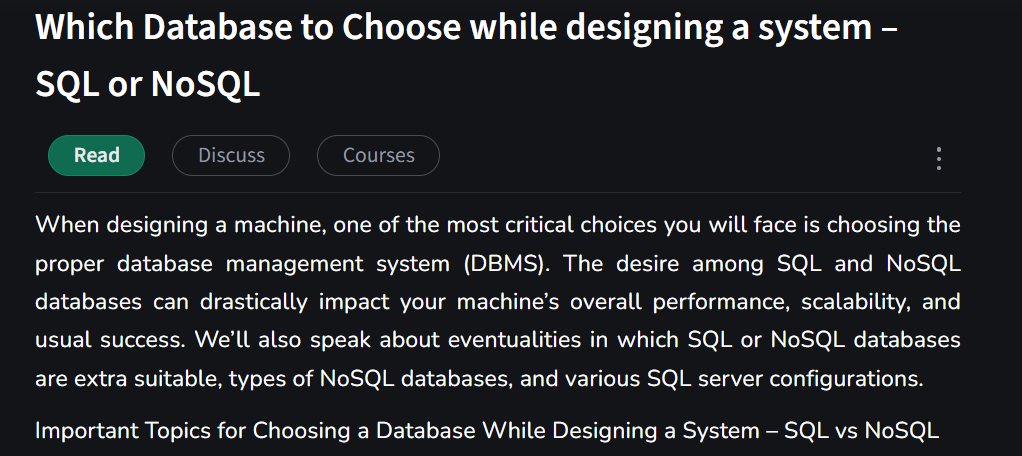 Which Database to Choose while designing a system –
SQL or NoSQL
Read Discuss Courses
When designing a machine, one of the most critical choices you will face is choosing the
proper database management system (DBMS). The desire among SQL and NoSQL
databases can drastically impact your machine’s overall performance, scalability, and
usual success. We’ll also speak about eventualities in which SQL or NoSQL databases
are extra suitable, types of NoSQL databases, and various SQL server configurations.
Important Topics for Choosing a Database While Designing a System – SQL vs NoSQL